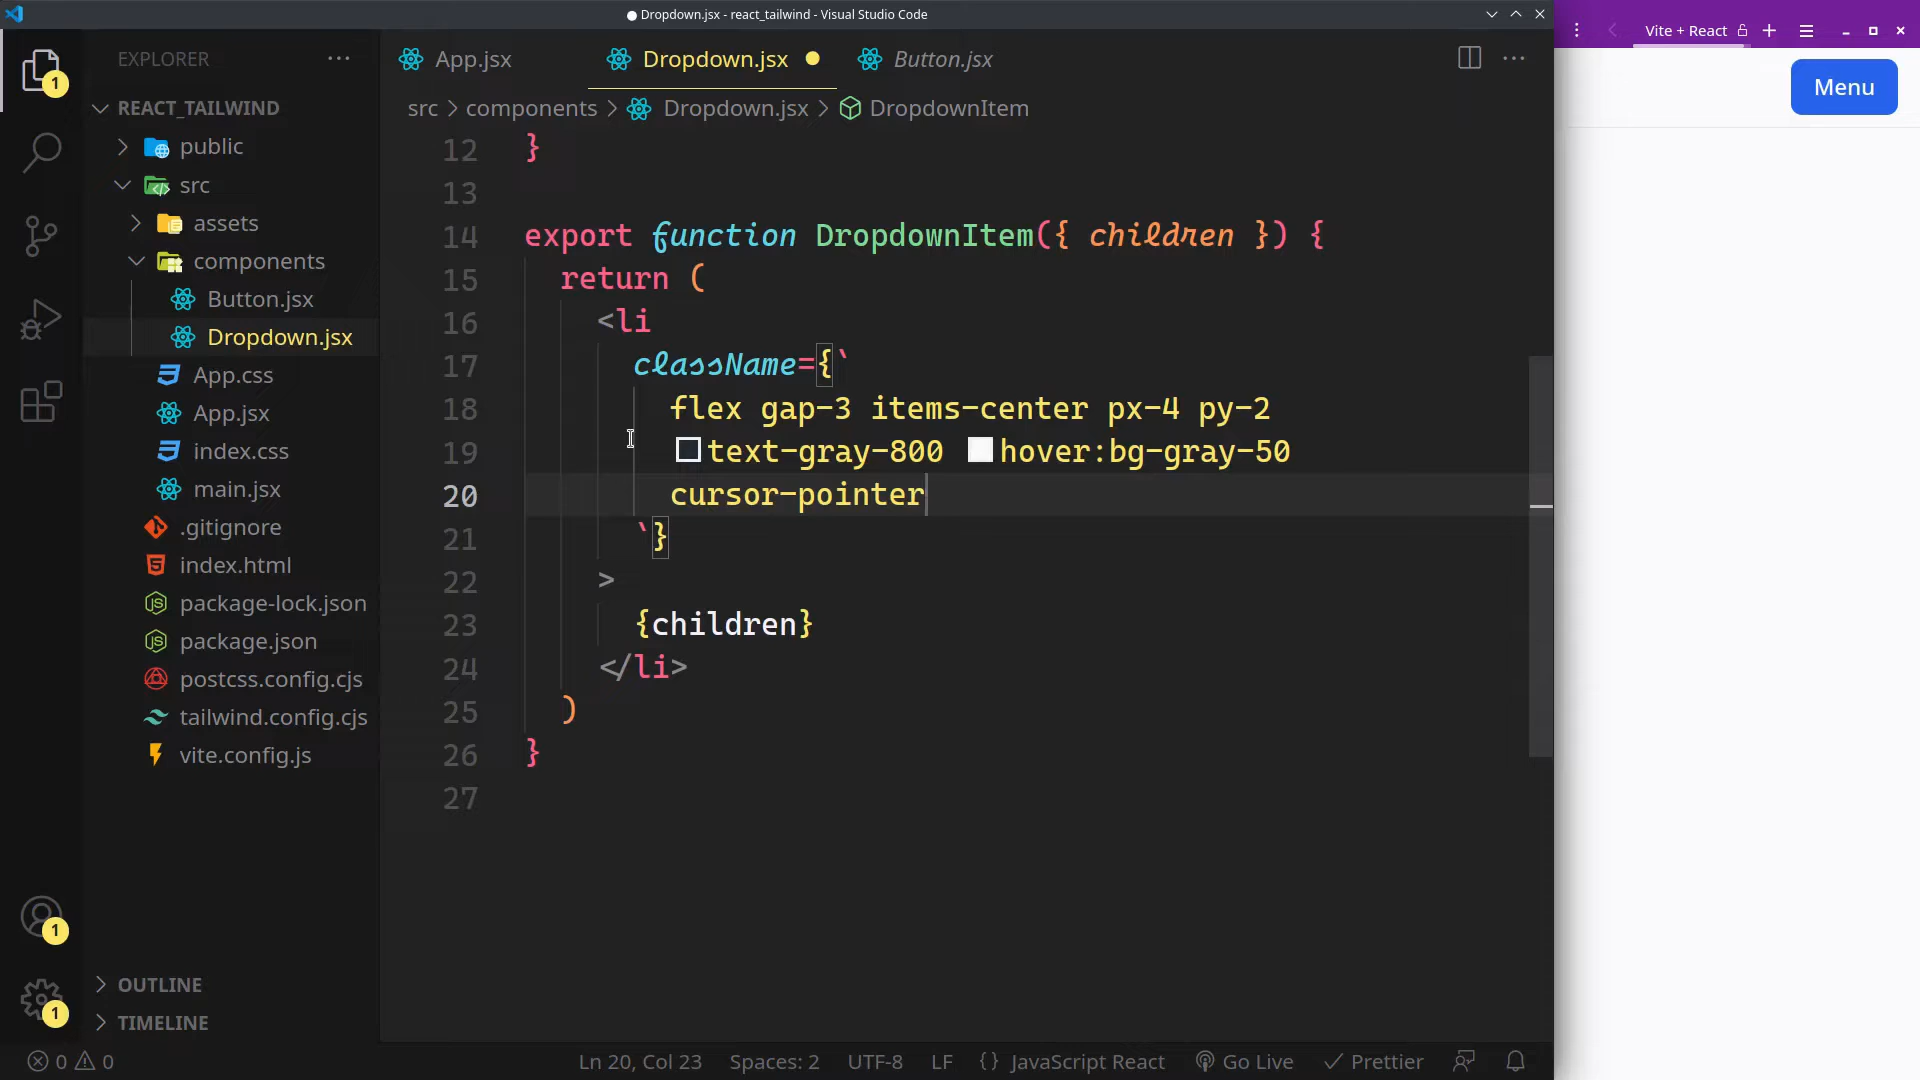 Dropdown.jsx - react_tailwind - Visual Studio Code
Vite + React
Menu
1
1
1
EXPLORER
REACT_TAILWIND
public
src
assets
components
Button.jsx
Dropdown.jsx
App.css
App.jsx
index.css
main.jsx
.gitignore
index.html
package-lock.json
package.json
postcss.config.cjs
tailwind.config.cjs
vite.config.js
OUTLINE
TIMELINE
App.jsx Dropdown.jsx Button.jsx
src > components > Dropdown.jsx > DropdownItem
12 }
13
14 export function DropdownItem({ children }) {
15 return (
16 <li
17 className={`
18 flex gap-3 items-center px-4 py-2
19 text-gray-800 hover:bg-gray-50
20 cursor-pointer
21 `}
22 >
23 {children}
24 </li>
25 )
26 }
27
0 0 Ln 20, Col 23 Spaces: 2 UTF-8 LF {} JavaScript React Go Live Prettier